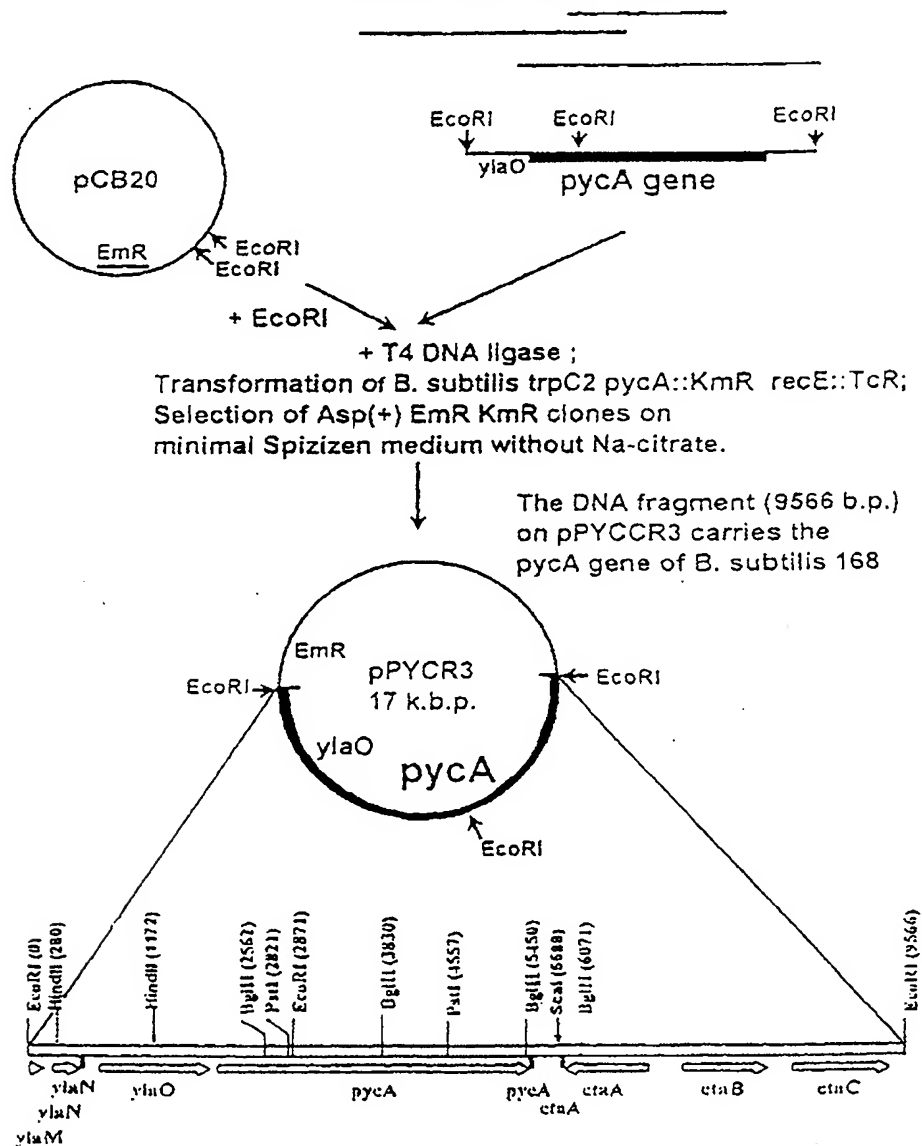 EcoRI EcoRI EcoRI
ylaO
pycA gene
pCB20
EmR
EcoRI
EcoRI
+ EcoRI
+ T4 DNA ligase ;
Transformation of B. subtilis trpC2 pycA::KmR recE::TcR;
Selection of Asp(+) EmR KmR clones on
minimal Spizizen medium without Na-citrate.
The DNA fragment (9566 b.p.)
on pPYCCR3 carries the
pycA gene of B. subtilis 168
EmR
pPYCR3
17 k.b.p.
EcoRI
EcoRI
ylaO
pycA
EcoRI
EcoRI (0)
HindII (280)
HindII (1172)
BglII (2562)
PstI (2821)
EcoRI (2871)
BglII (3830)
PstI (4557)
BglII (5450)
ScaI (6688)
BglII (6071)
EcoRI (9566)
ylaN ylaO pycA pycA ctaA ctaB ctaC
ylaN ctaA
ylaM